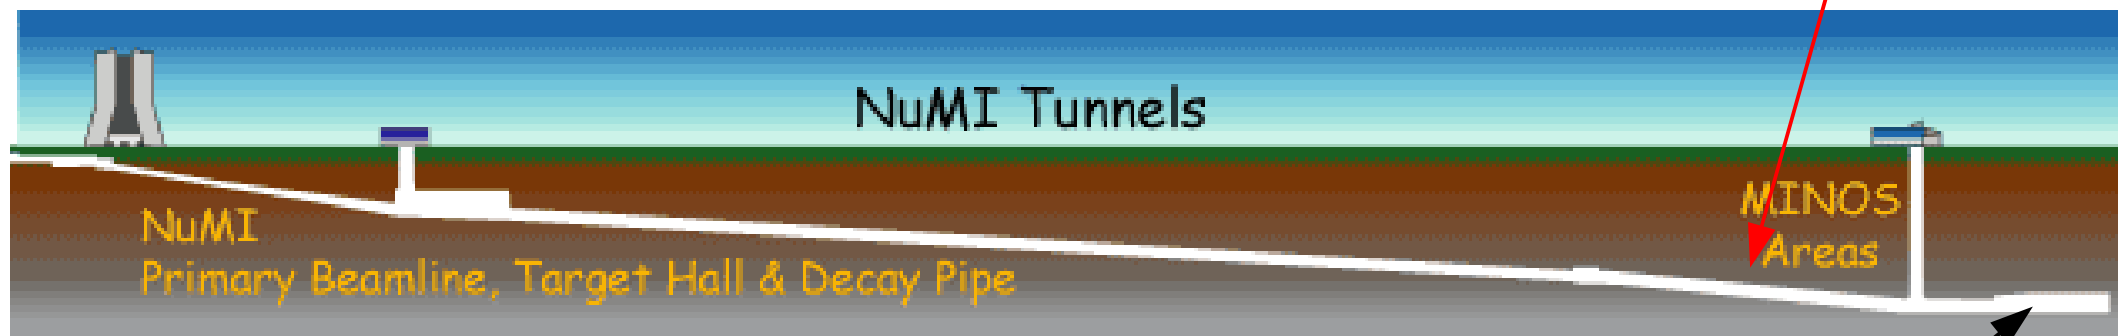 NuMI Tunnels
NuMI
Primary Beamline, Target Hall & Decay Pipe
MINOS
Areas